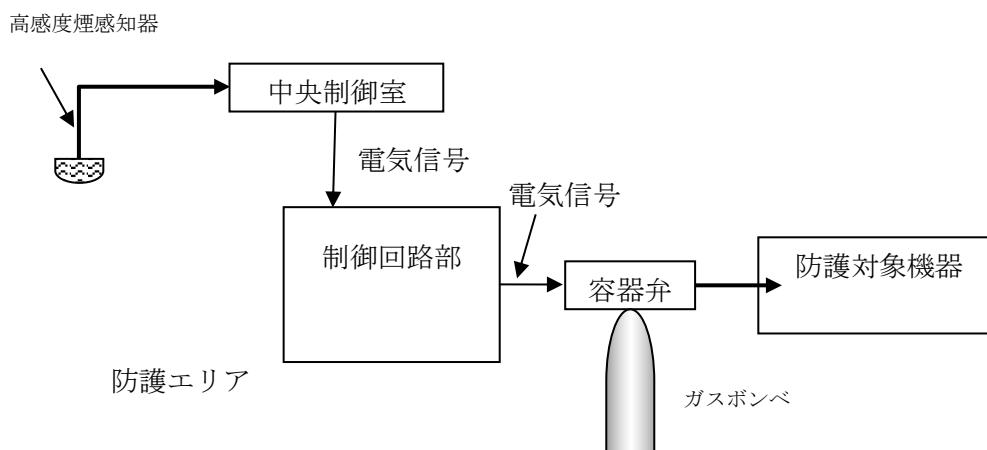 高感度煙感知器
中央制御室
電気信号
電気信号
制御回路部
防護対象機器
容器弁
防護エリア
ガスボンベ